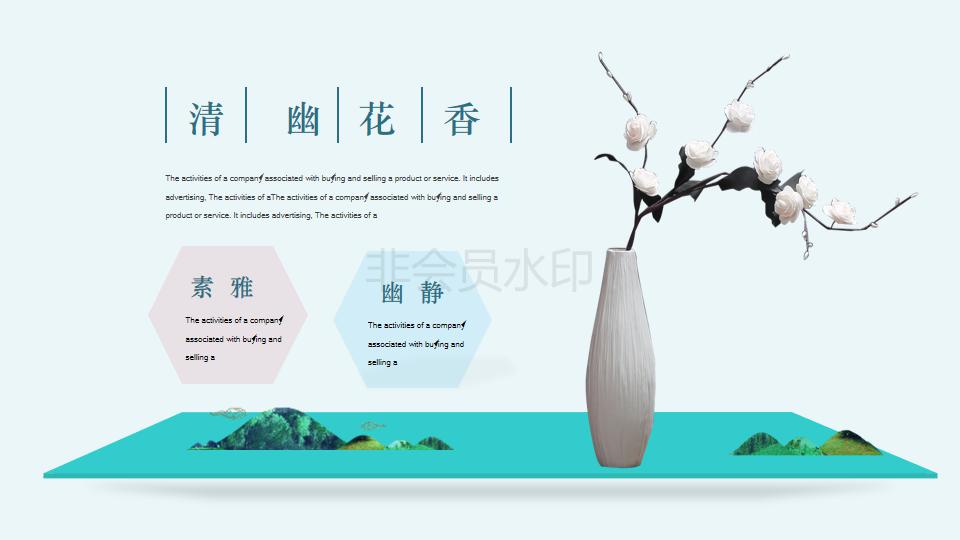 清 幽 花 香
The activities of a company associated with buying and selling a product or service. It includes
advertising, The activities of aThe activities of a company associated with buying and selling a
product or service. It includes advertising, The activities of a
非会员水印
素 雅
The activities of a company
associated with buying and
selling a
幽 静
The activities of a company
associated with buying and
selling a